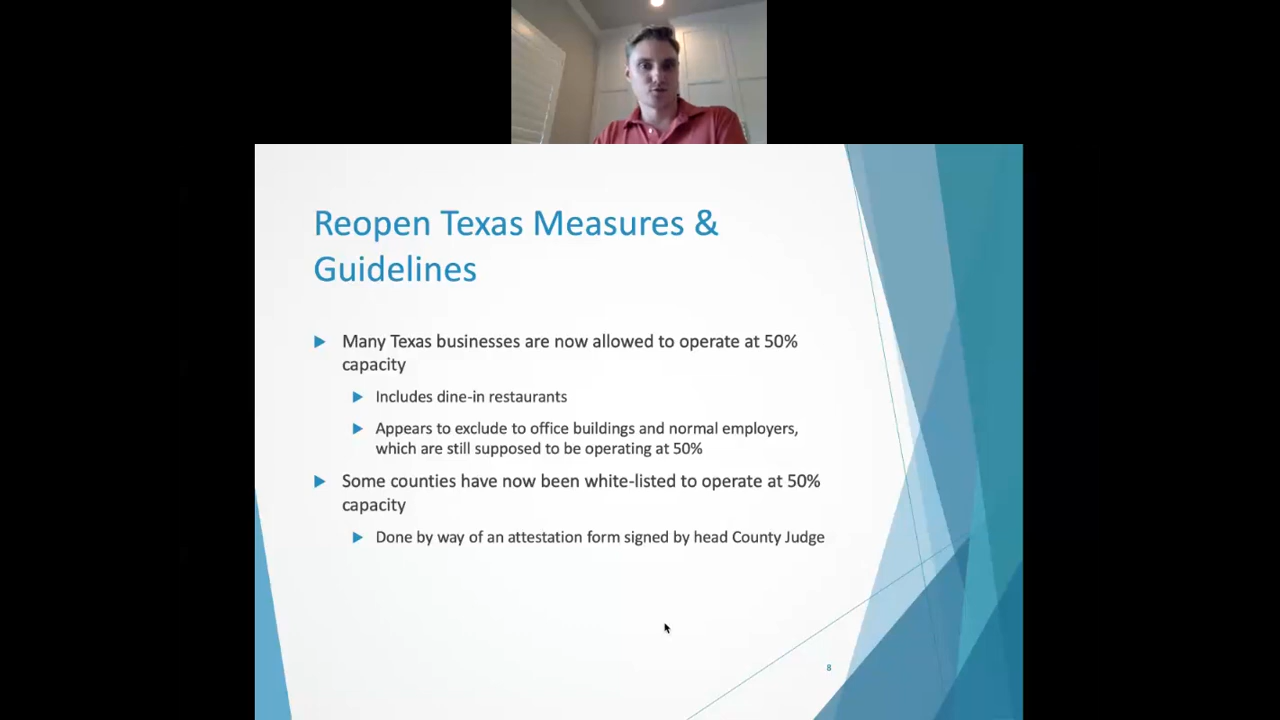 Reopen Texas Measures &
Guidelines
Many Texas businesses are now allowed to operate at 50%
capacity
Includes dine-in restaurants
Appears to exclude to office buildings and normal employers,
which are still supposed to be operating at 50%
Some counties have now been white-listed to operate at 50%
capacity
Done by way of an attestation form signed by head County Judge
8